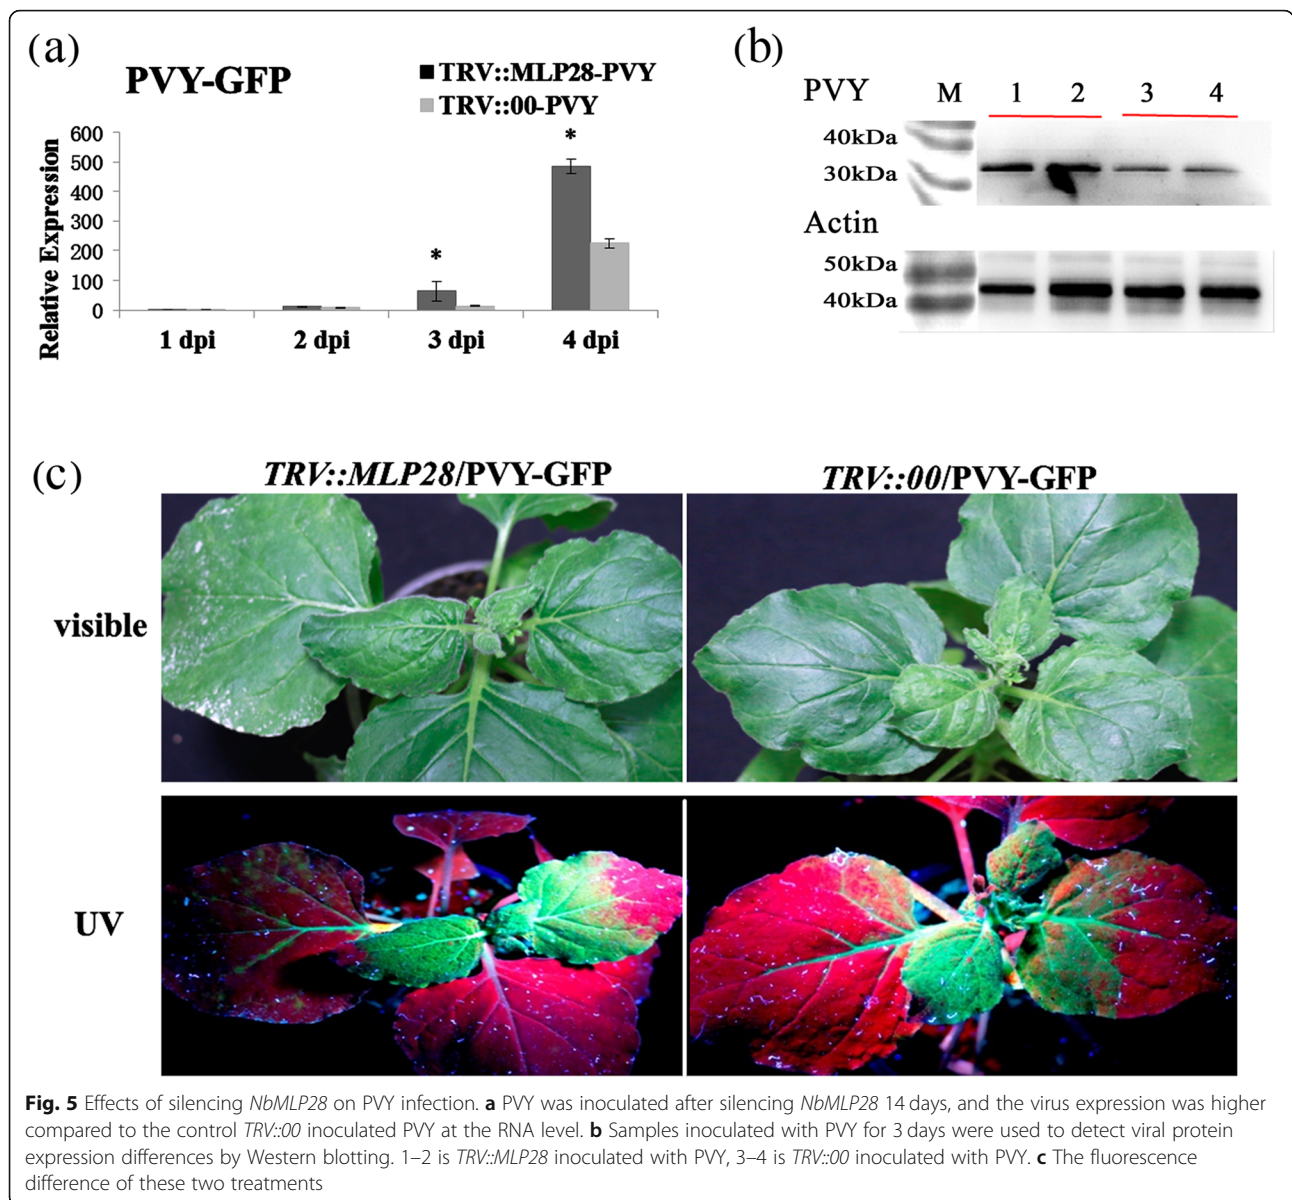 (a)
PVY-GFP
TRV::MLP28-PVY
TRV::00-PVY
Relative Expression
600
500
400
300
200
100
0
*
*
1 dpi 2 dpi 3 dpi 4 dpi
(b)
PVY M 1 2 3 4
40kDa
30kDa
Actin
50kDa
40kDa
(c)
TRV::MLP28/PVY-GFP TRV::00/PVY-GFP
visible
UV
Fig. 5 Effects of silencing NbMLP28 on PVY infection. a PVY was inoculated after silencing NbMLP28 14 days, and the virus expression was higher
compared to the control TRV::00 inoculated PVY at the RNA level. b Samples inoculated with PVY for 3 days were used to detect viral protein
expression differences by Western blotting. 1–2 is TRV::MLP28 inoculated with PVY, 3–4 is TRV::00 inoculated with PVY. c The fluorescence
difference of these two treatments